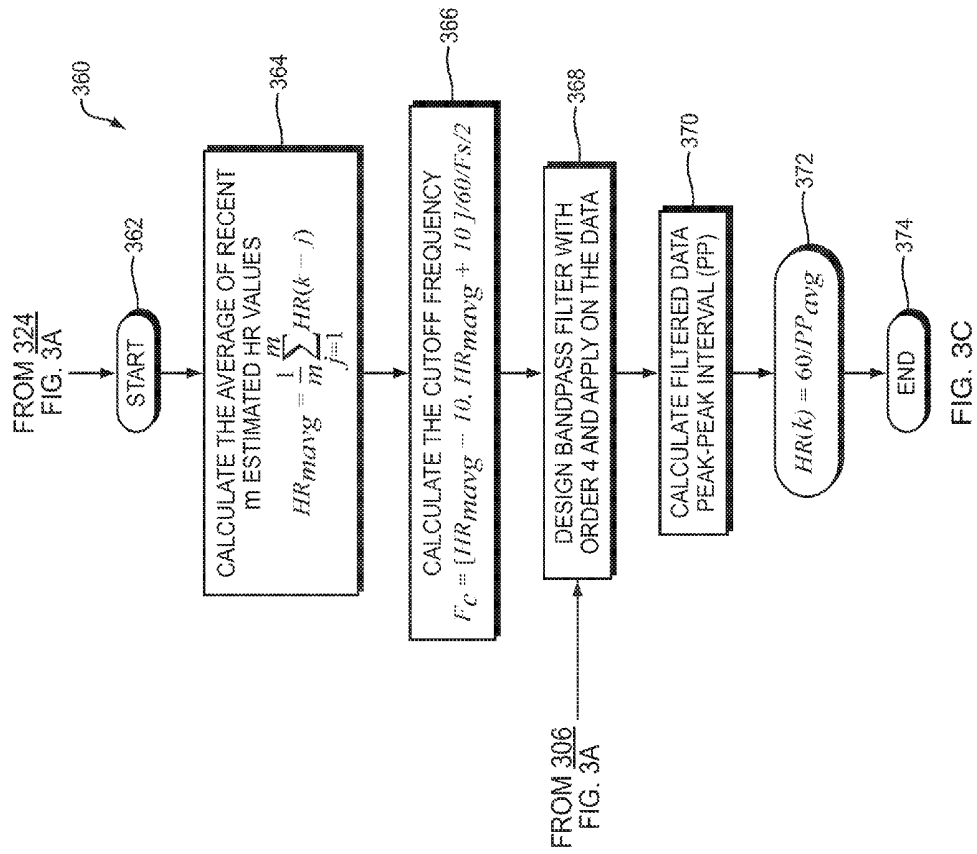 FROM 324
FIG. 3A
360
START
362
CALCULATE THE AVERAGE OF RECENT
m ESTIMATED HR VALUES
HRmavg = 1/m m∑j=1 HR(k − j)
364
CALCULATE THE CUTOFF FREQUENCY
FC = [HRmavg − 10, HRmavg + 10]/60/Fs/2
366
FROM 306
FIG. 3A
DESIGN BANDPASS FILTER WITH
ORDER 4 AND APPLY ON THE DATA
368
CALCULATE FILTERED DATA
PEAK-PEAK INTERVAL (PP)
370
HR(k) = 60/PPavg
372
END
374
FIG. 3C